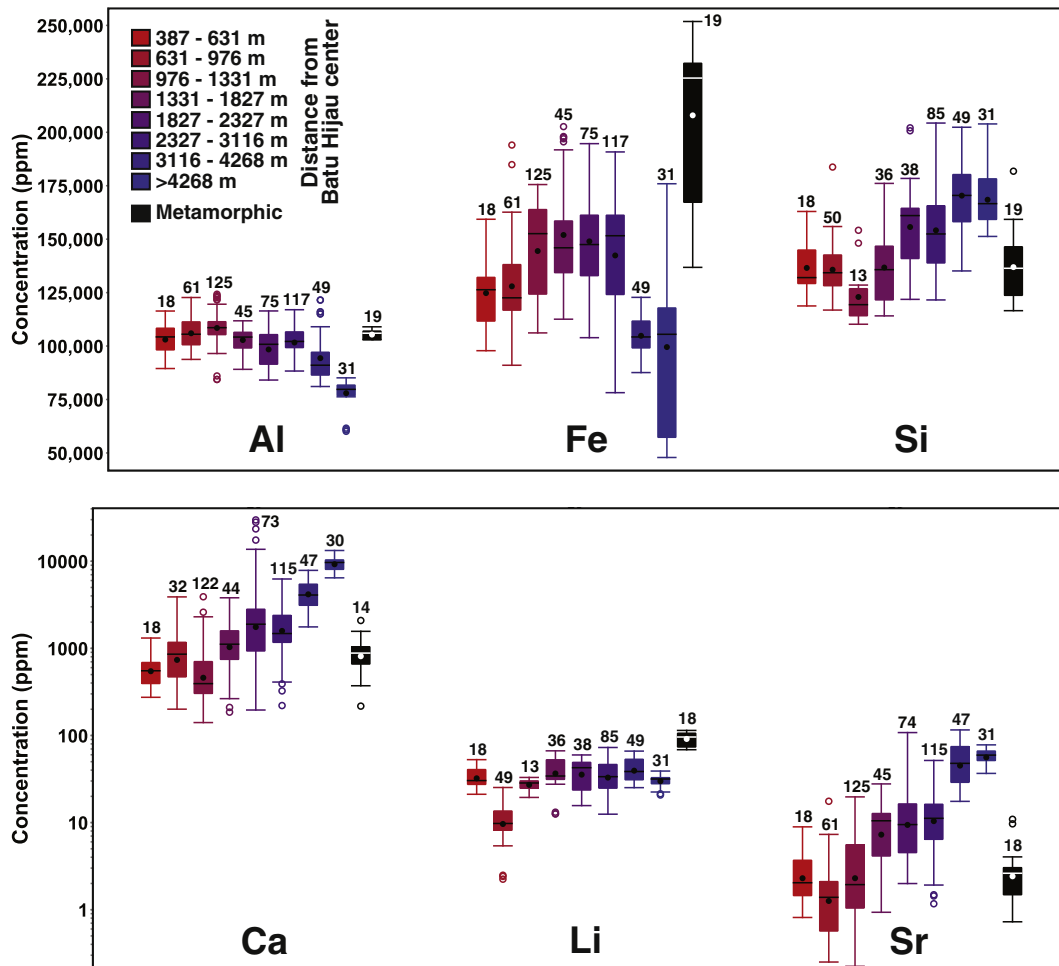 250,000
225,000
200,000
175,000
150,000
125,000
100,000
75,000
50,000
Concentration (ppm)
387 - 631 m
631 - 976 m
976 - 1331 m
1331 - 1827 m
1827 - 2327 m
2327 - 3116 m
3116 - 4268 m
>4268 m
Metamorphic
Distance from
Batu Hijau center
18 61 125 45 75 117 49 31 19
18 61 125 45 75 117 49 31 19
18 50 13 36 38 85 49 31 19
Al Fe Si
10000
1000
100
10
1
Concentration (ppm)
18 32 122 44 73 115 47 30 14
18 49 13 36 38 85 49 31 18
18 61 125 45 74 115 47 31 18
Ca Li Sr